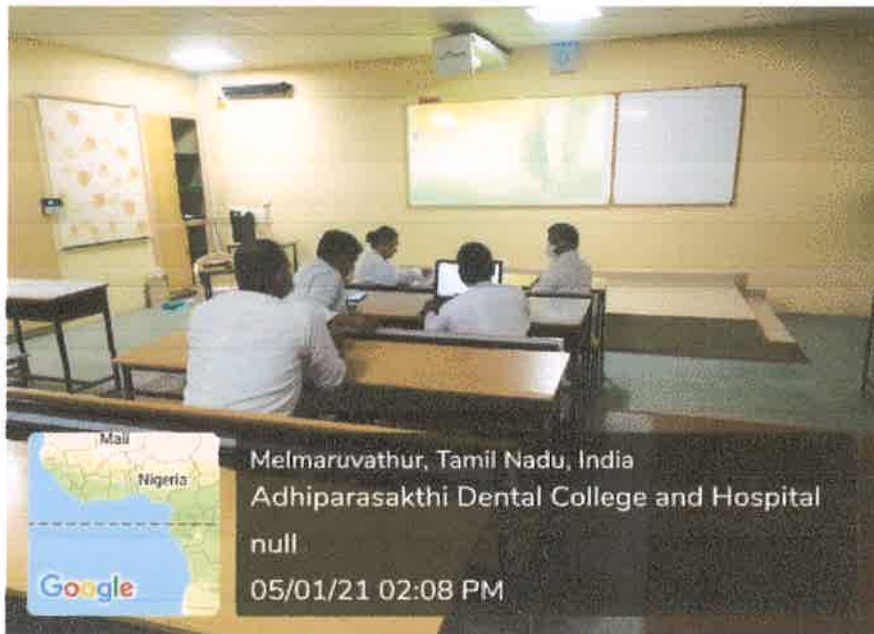 Mali
Nigeria
Google
Melmaruvathur, Tamil Nadu, India
Adhiparasakthi Dental College and Hospital
null
05/01/21 02:08 PM